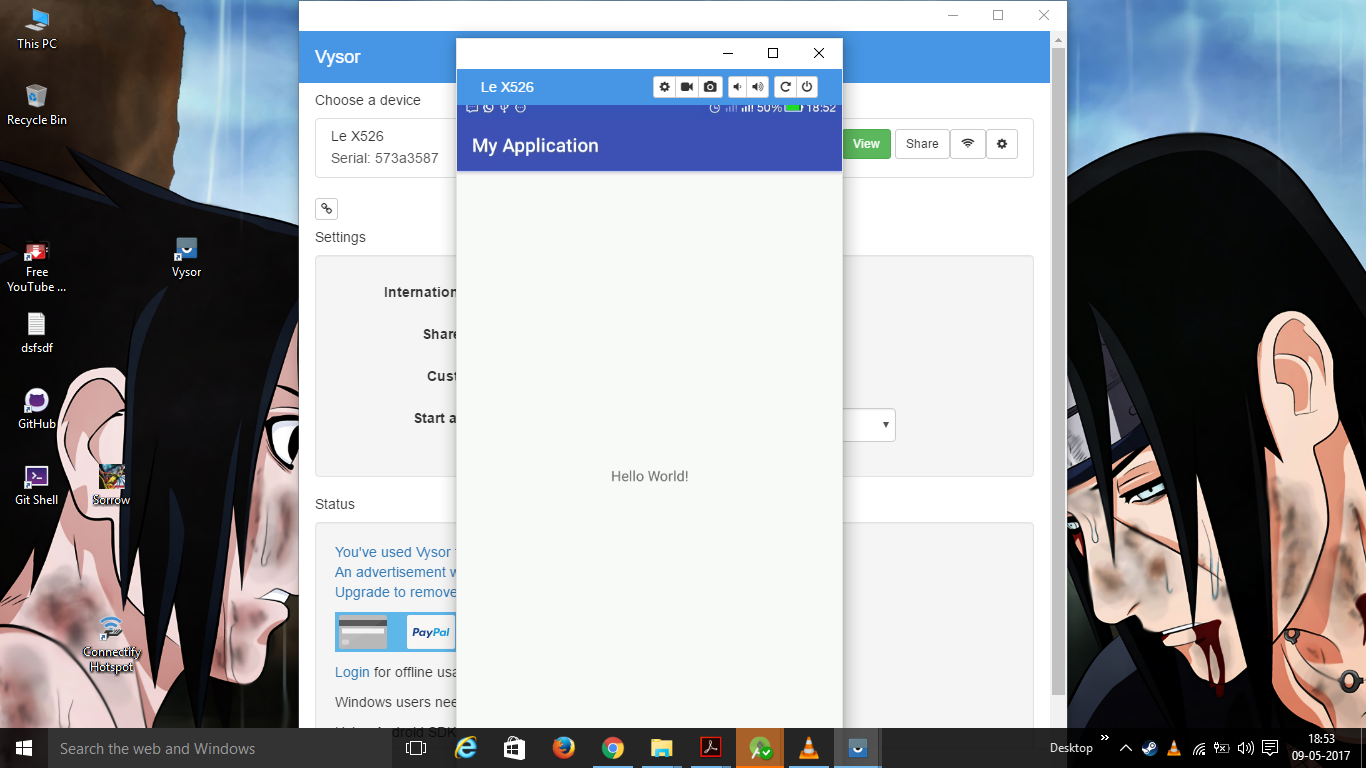 This PC
Recycle Bin
Free
YouTube ...
Vysor
dsfsdf
GitHub
Git Shell
Sorrow
Connectify
Hotspot
Vysor
Choose a device
Le X526
Serial: 573a3587
View
Share
Settings
Internation
Share
Cust
Start a
Status
You've used Vysor
An advertisement w
Upgrade to remove
PayPal
Login for offline usa
Windows users nee
Le X526
50% 18:52
My Application
Hello World!
Search the web and Windows
Desktop
18:53
09-05-2017